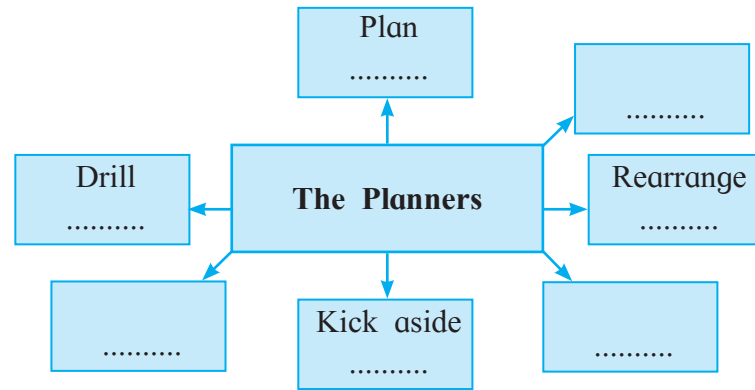 Plan
..........
..........
Drill
..........
The Planners
Rearrange
..........
..........
Kick aside
..........
..........